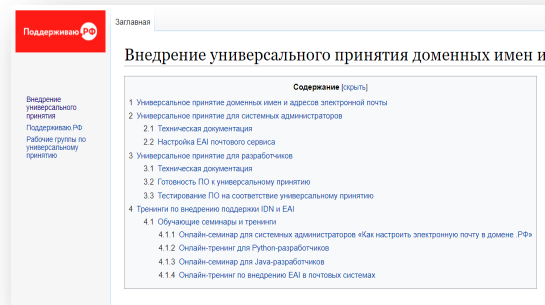 Поддерживаю РФ
Заглавная
Внедрение универсального принятия доменных имен и
Внедрение
универсального
принятия
Поддерживаю.РФ
Рабочие группы по
универсальному
принятию
Содержание [скрыть]
1 Универсальное принятие доменных имен и адресов электронной почты
2 Универсальное принятие для системных администраторов
2.1 Техническая документация
2.2 Настройка EAI почтового сервиса
3 Универсальное принятие для разработчиков
3.1 Техническая документация
3.2 Готовность ПО к универсальному принятию
3.3 Тестирование ПО на соответствие универсальному принятию
4 Тренинги по внедрению поддержки IDN и EAI
4.1 Обучающие семинары и тренинги
4.1.1 Онлайн-семинар для системных администраторов «Как настроить электронную почту в домене .РФ»
4.1.2 Онлайн-тренинг для Python-разработчиков
4.1.3 Онлайн-семинар для Java-разработчиков
4.1.4 Онлайн-тренинг по внедрению EAI в почтовых системах